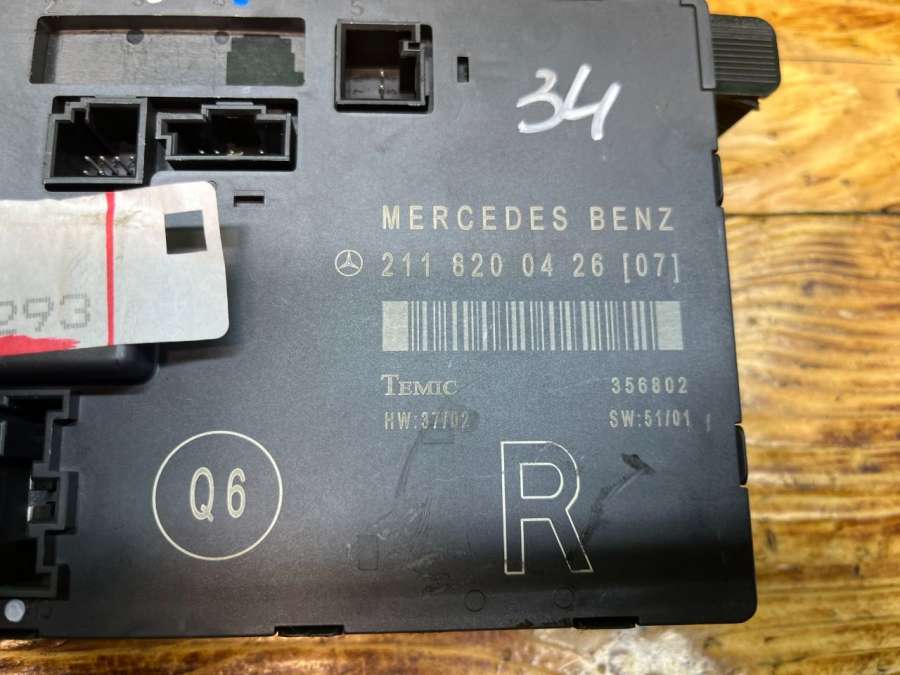 5
34
MERCEDES BENZ
211 820 04 26 [07]
293
TEMIC 356802
HW:37/02 SW:51/01
Q6
R